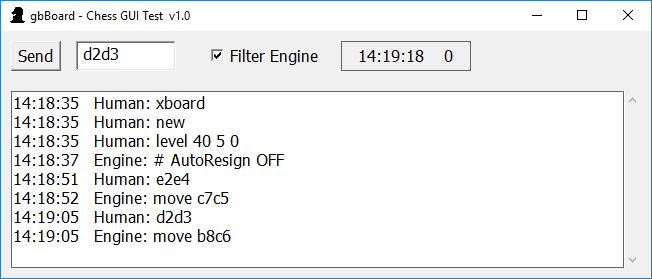 gbBoard - Chess GUI Test v1.0
Send d2d3 Filter Engine 14:19:18 0
14:18:35 Human: xboard
14:18:35 Human: new
14:18:35 Human: level 40 5 0
14:18:37 Engine: # AutoResign OFF
14:18:51 Human: e2e4
14:18:52 Engine: move c7c5
14:19:05 Human: d2d3
14:19:05 Engine: move b8c6